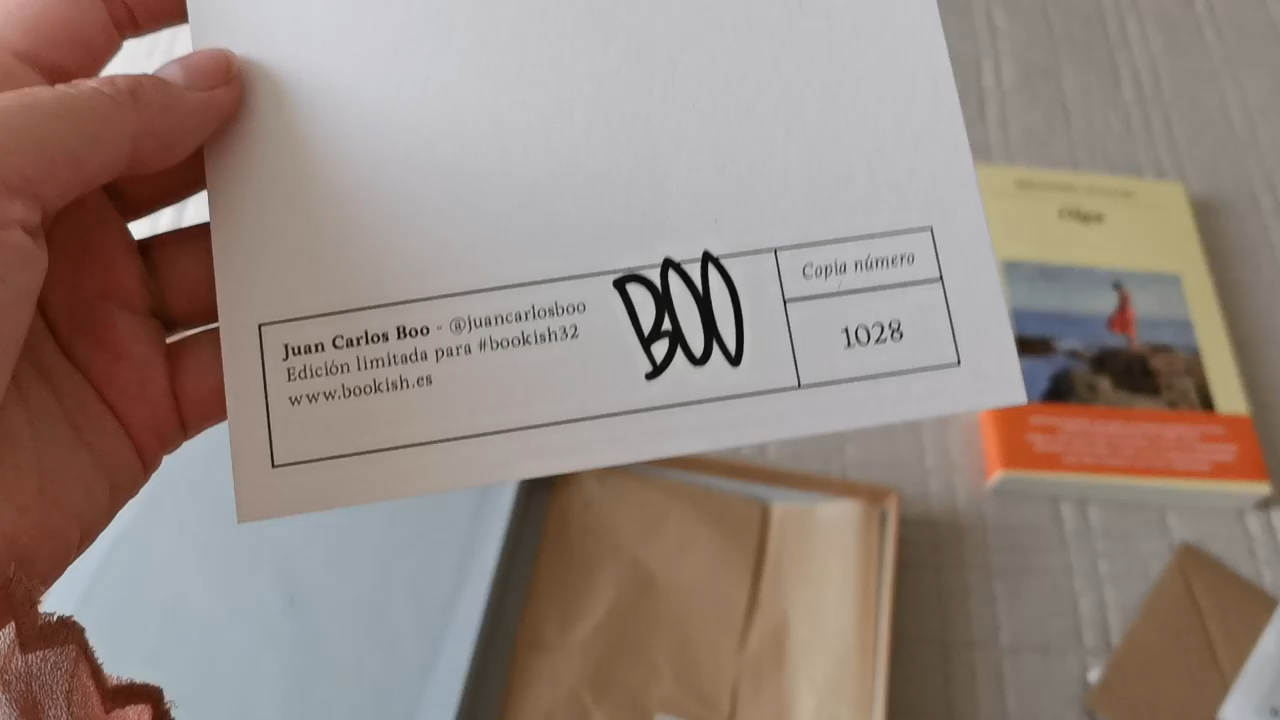 Juan Carlos Boo - @juancarlosboo
Edición limitada para #bookish32
www.bookish.es
BOO
Copia número
1028
Olga